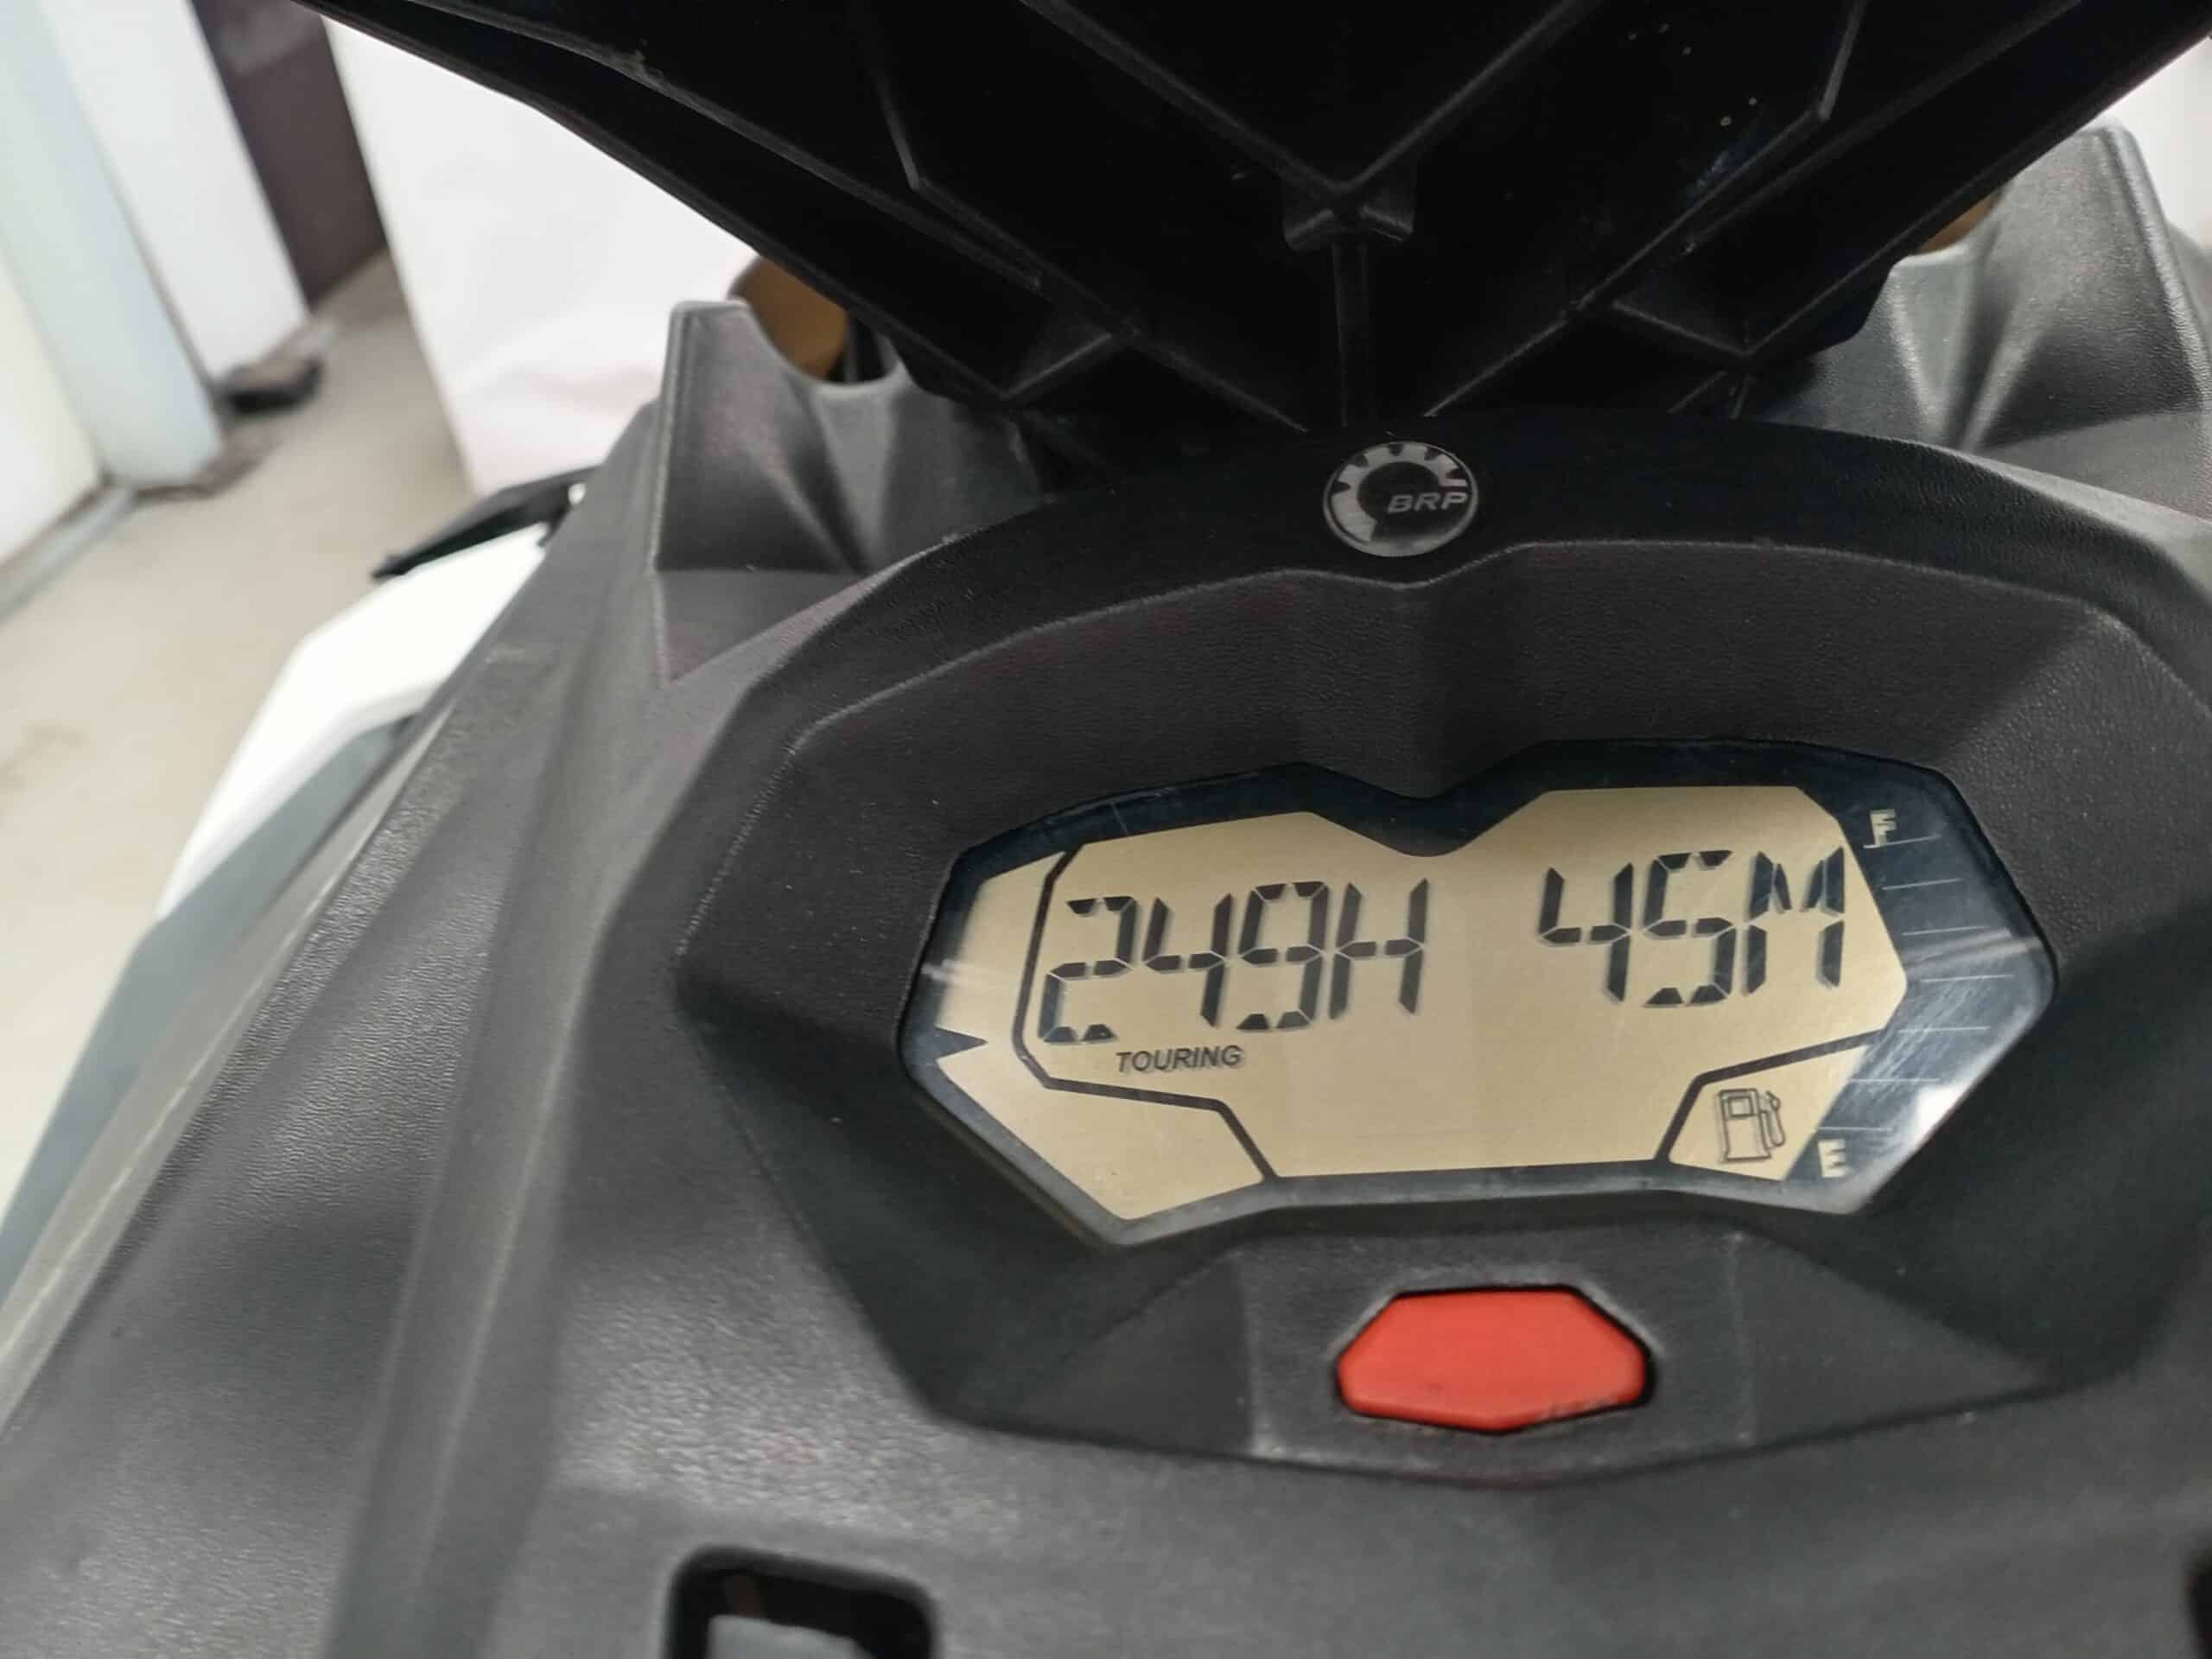 BRP
249H 45M
F
TOURING
E